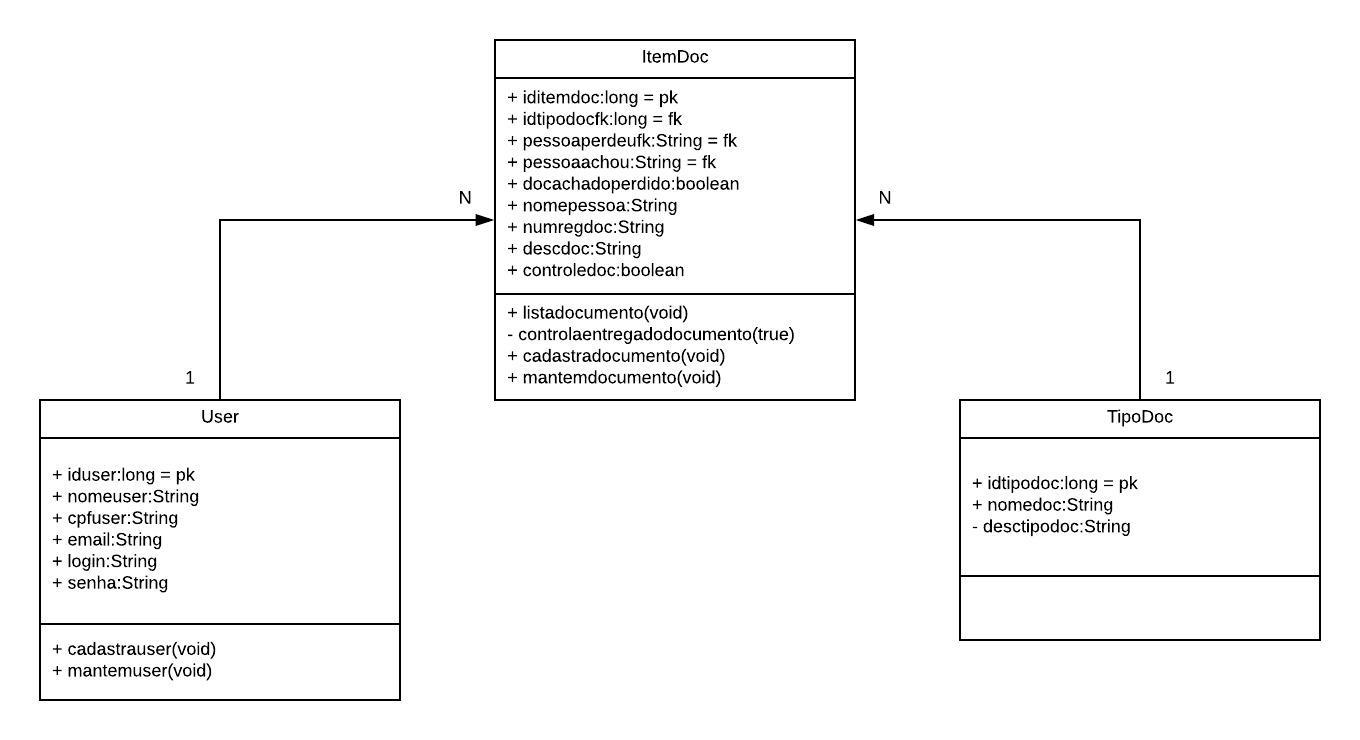 ItemDoc
+ iditemdoc:long = pk
+ idtipodocfk:long = fk
+ pessoaperdeufk:String = fk
+ pessoaachou:String = fk
+ docachadoperdido:boolean
+ nomepessoa:String
+ numregdoc:String
+ descdoc:String
+ controledoc:boolean
+ listadocumento(void)
- controlaentregadodocumento(true)
+ cadastradocumento(void)
+ mantemdocumento(void)
N
N
1
1
User
+ iduser:long = pk
+ nomeuser:String
+ cpfuser:String
+ email:String
+ login:String
+ senha:String
+ cadastrauser(void)
+ mantemuser(void)
TipoDoc
+ idtipodoc:long = pk
+ nomedoc:String
- desctipodoc:String